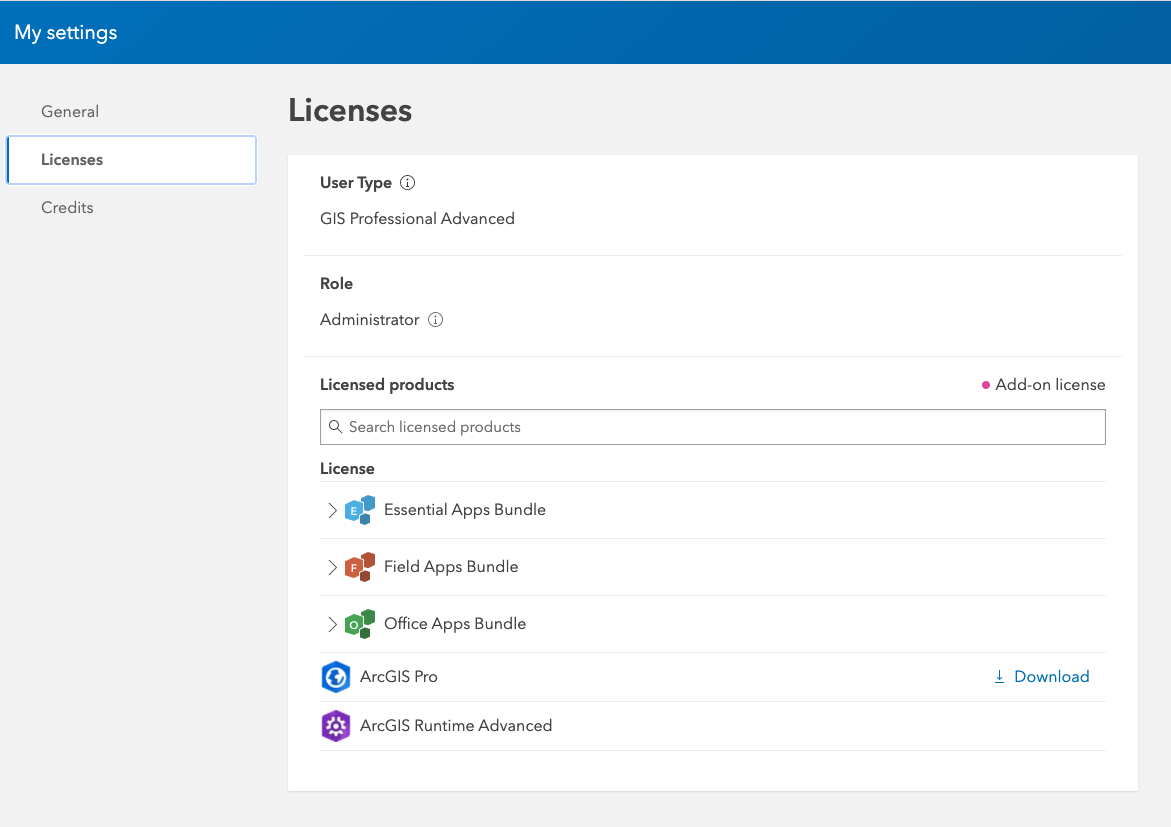 My settings
General
Licenses
Credits
Licenses
User Type
GIS Professional Advanced
Role
Administrator
Licensed products
Add-on license
Search licensed products
License
E Essential Apps Bundle
F Field Apps Bundle
O Office Apps Bundle
ArcGIS Pro
Download
ArcGIS Runtime Advanced